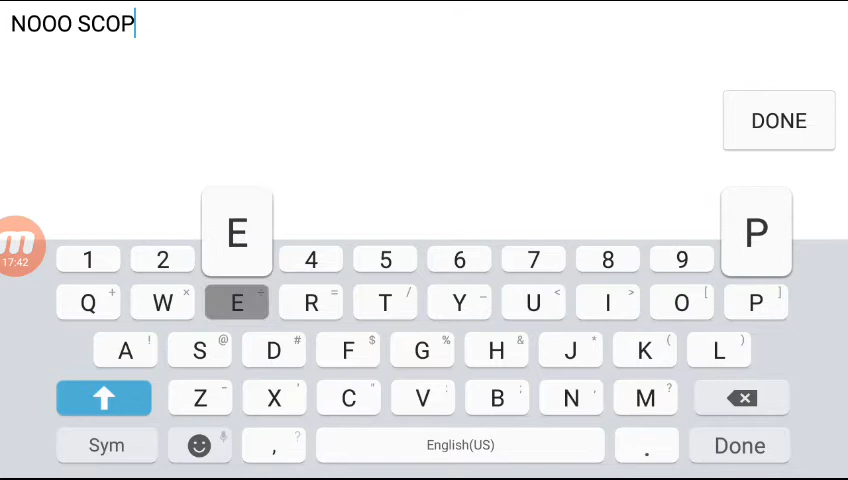 NOOO SCOP
DONE
E P
17:42
1 2 4 5 6 7 8 9
Q + W × E ÷ R = T / Y _ U < I > O [ P ]
A ! S @ D # F $ G % H & J * K ( L )
Z - X ' C " V : B ; N , M ?
Sym , ? English(US) . Done